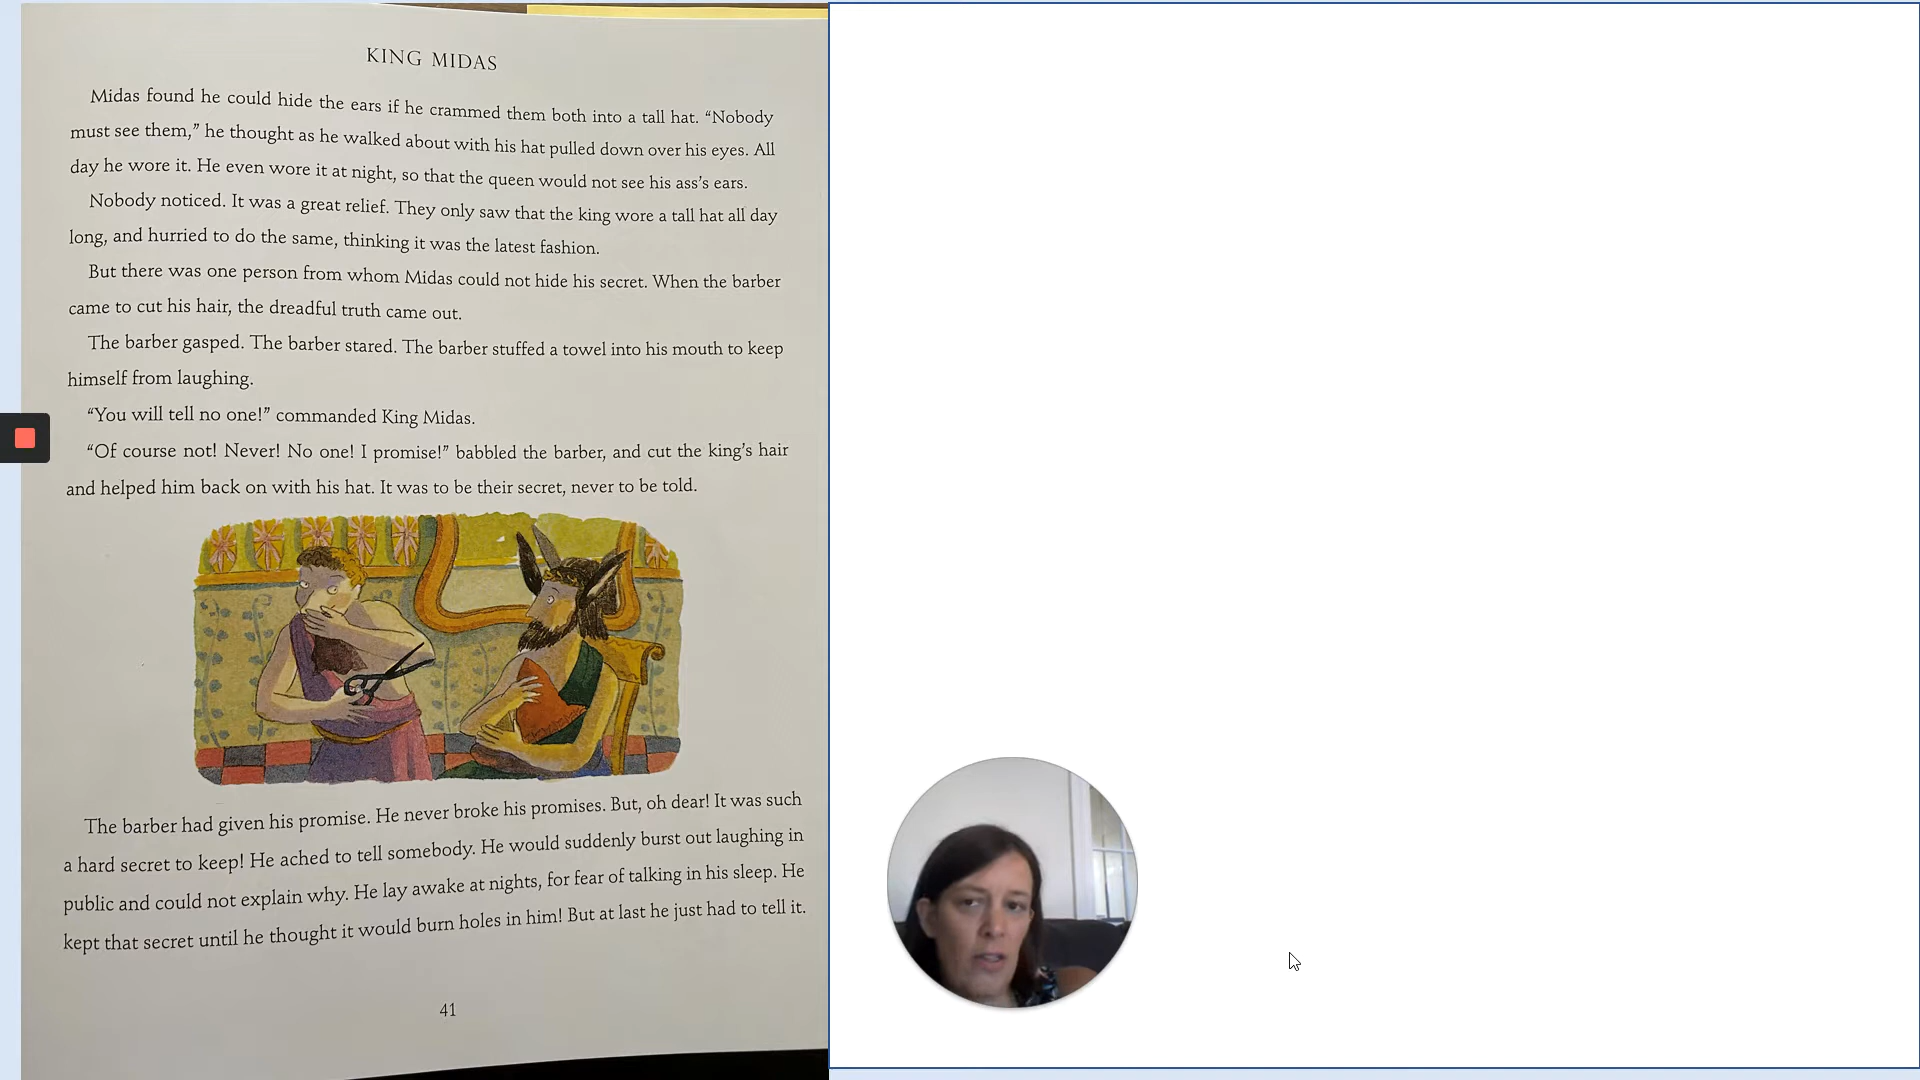 KING MIDAS
Midas found he could hide the ears if he crammed them both into a tall hat. “Nobody
must see them,” he thought as he walked about with his hat pulled down over his eyes. All
day he wore it. He even wore it at night, so that the queen would not see his ass’s ears.
Nobody noticed. It was a great relief. They only saw that the king wore a tall hat all day
long, and hurried to do the same, thinking it was the latest fashion.
But there was one person from whom Midas could not hide his secret. When the barber
came to cut his hair, the dreadful truth came out.
The barber gasped. The barber stared. The barber stuffed a towel into his mouth to keep
himself from laughing.
“You will tell no one!” commanded King Midas.
“Of course not! Never! No one! I promise!” babbled the barber, and cut the king’s hair
and helped him back on with his hat. It was to be their secret, never to be told.
The barber had given his promise. He never broke his promises. But, oh dear! It was such
a hard secret to keep! He ached to tell somebody. He would suddenly burst out laughing in
public and could not explain why. He lay awake at nights, for fear of talking in his sleep. He
kept that secret until he thought it would burn holes in him! But at last he just had to tell it.
41